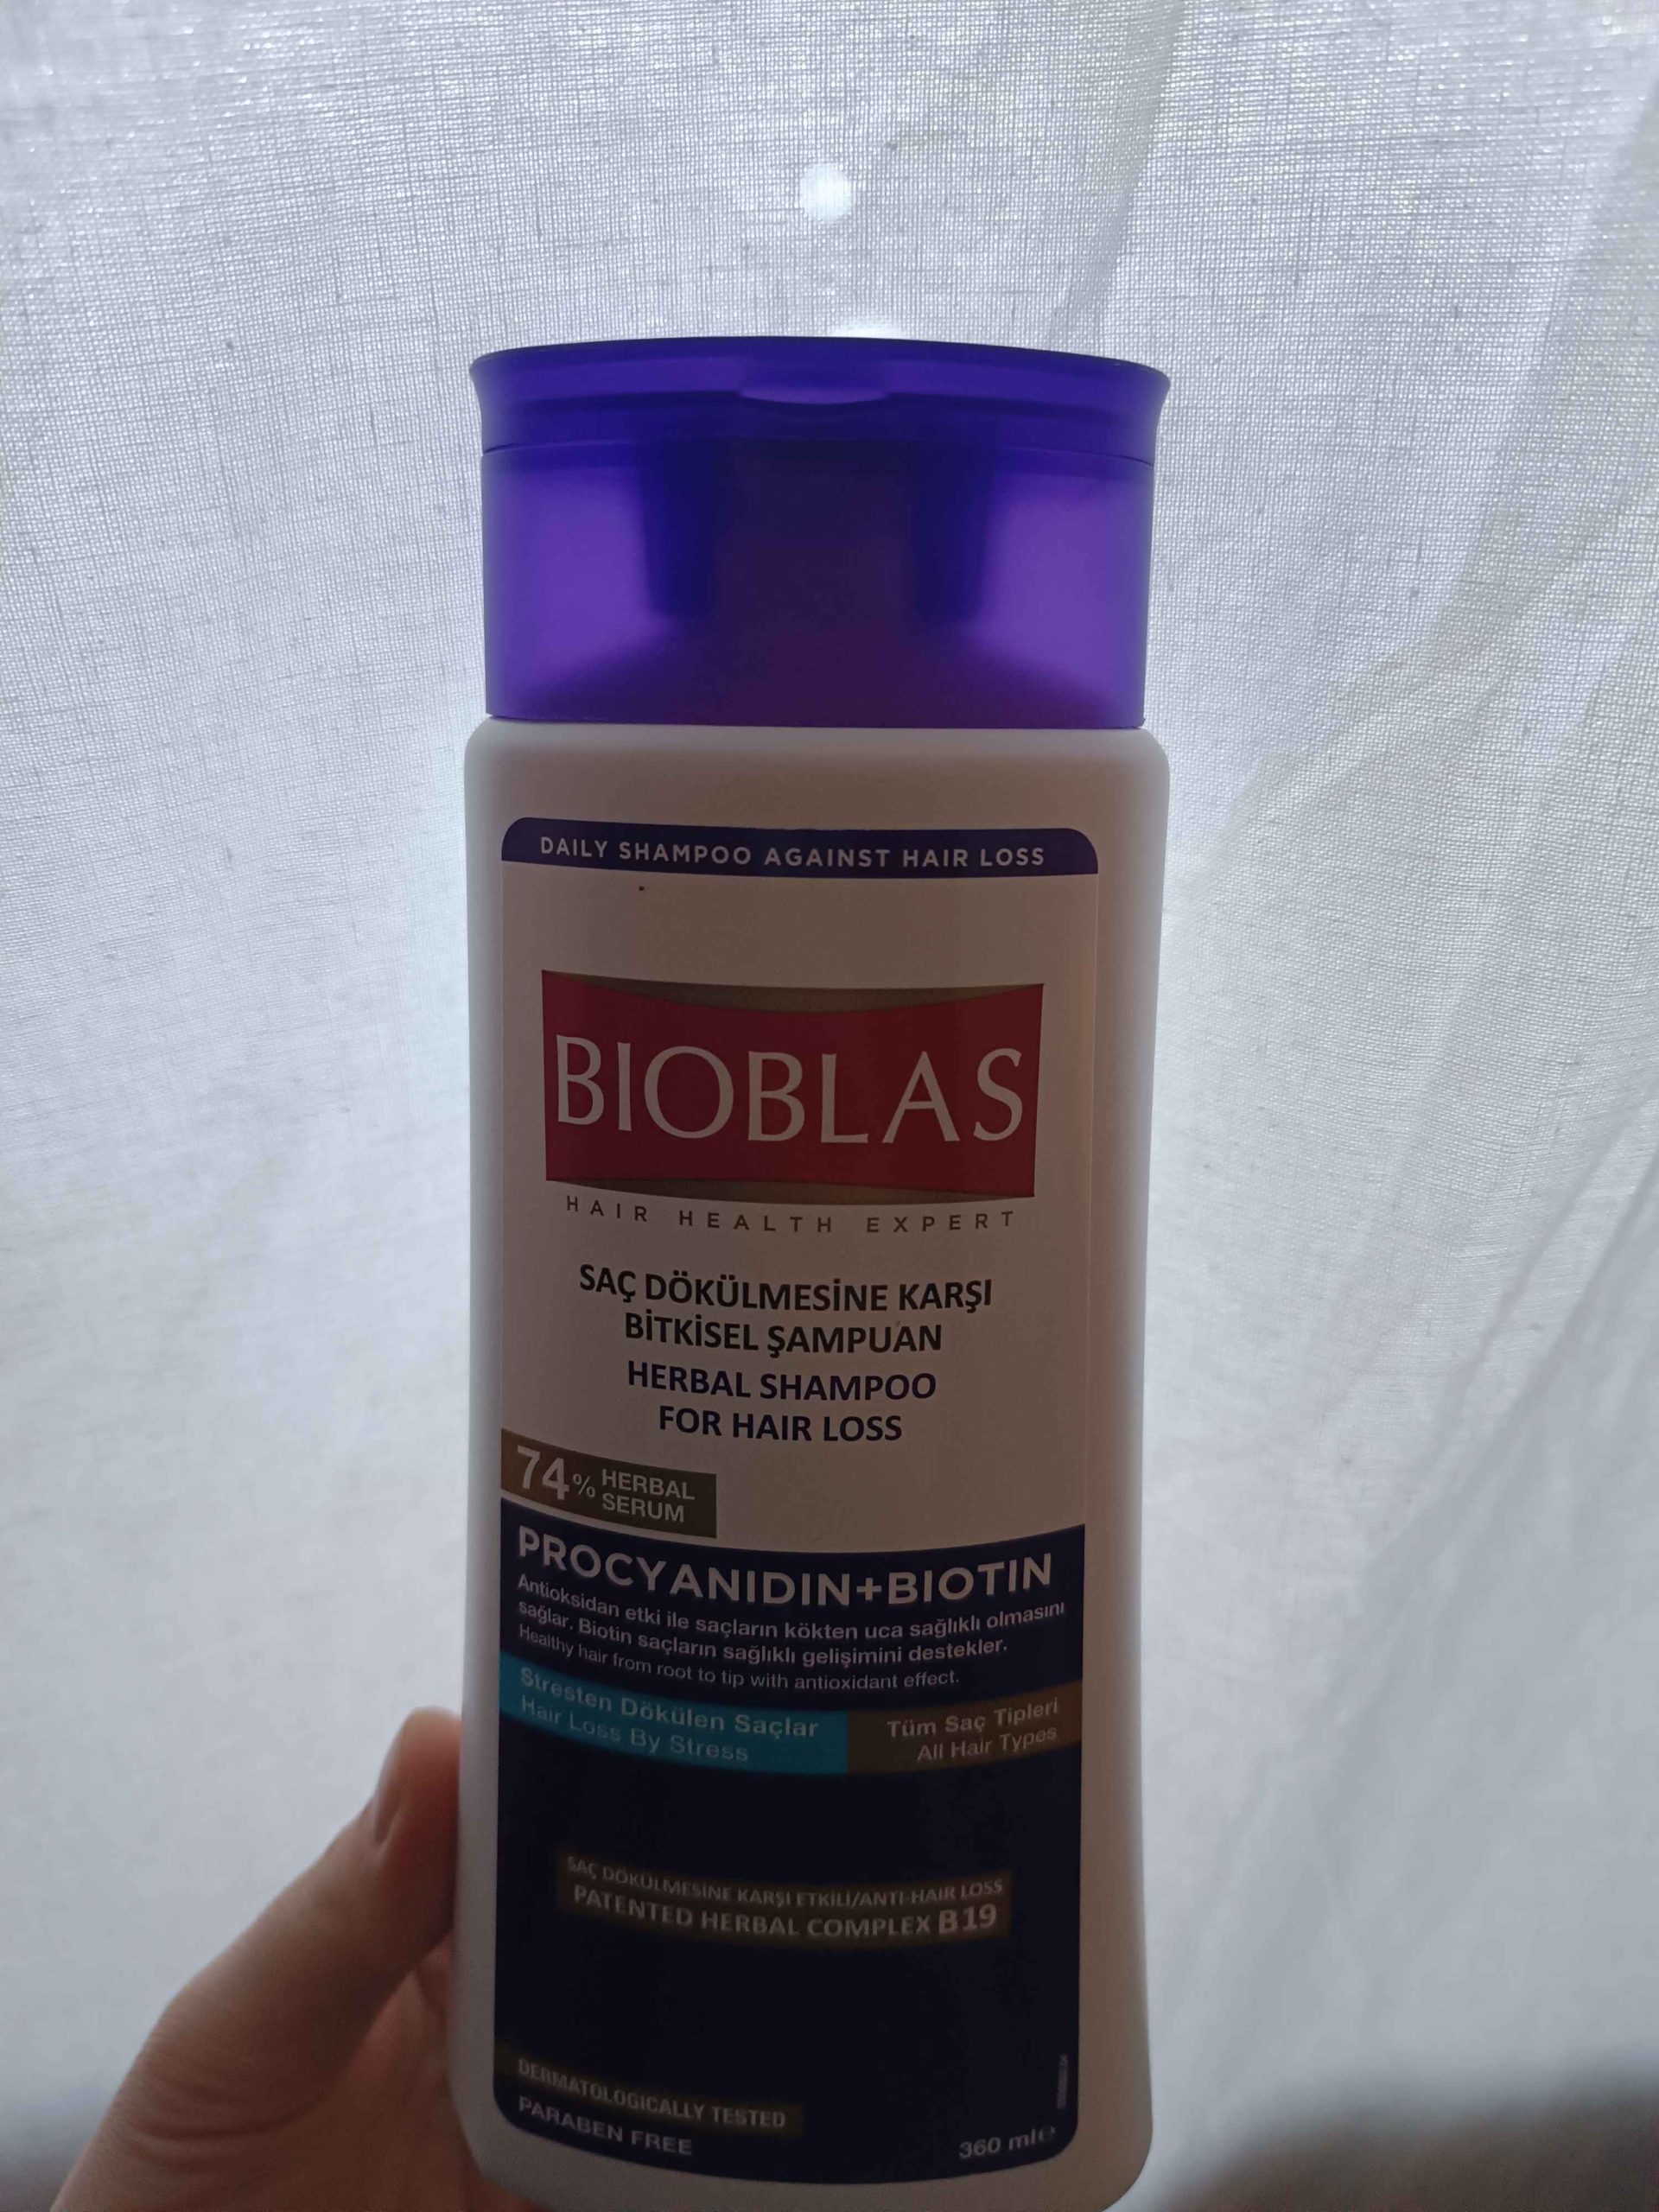 DAILY SHAMPOO AGAINST HAIR LOSS
BIOBLAS
HAIR HEALTH EXPERT
SAÇ DÖKÜLMESİNE KARŞI
BİTKİSEL ŞAMPUAN
HERBAL SHAMPOO
FOR HAIR LOSS
74% HERBAL
SERUM
PROCYANIDIN+BIOTIN
Antioksidan etki ile saçların kökten uca sağlıklı olmasını
sağlar. Biotin saçların sağlıklı gelişimini destekler.
Healthy hair from root to tip with antioxidant effect.
Stresten Dökülen Saçlar
Hair Loss By Stress
Tüm Saç Tipleri
All Hair Types
SAÇ DÖKÜLMESİNE KARŞI ETKİLİ/ANTI-HAIR LOSS
PATENTED HERBAL COMPLEX B19
DERMATOLOGICALLY TESTED
PARABEN FREE
360 ml e